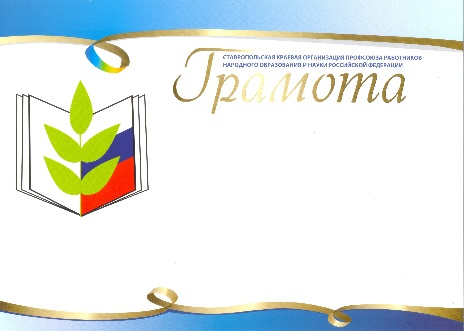 СТАВРОПОЛЬСКАЯ КРАЕВАЯ ОРГАНИЗАЦИЯ ПРОФСОЮЗА РАБОТНИКОВ
НАРОДНОГО ОБРАЗОВАНИЯ И НАУКИ РОССИЙСКОЙ ФЕДЕРАЦИИ
Грамота